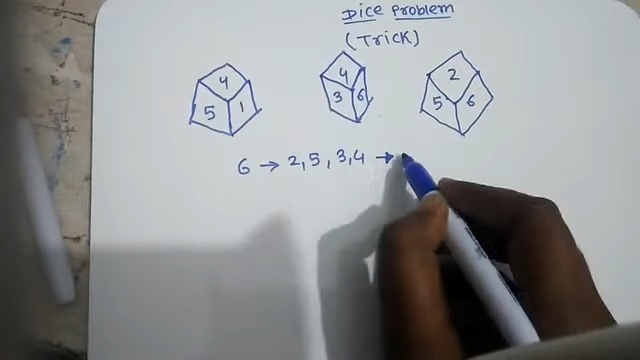 Dice Problem
(Trick)
4 5 1
4 3 6
2 5 6
6 → 2,5,3,4 →